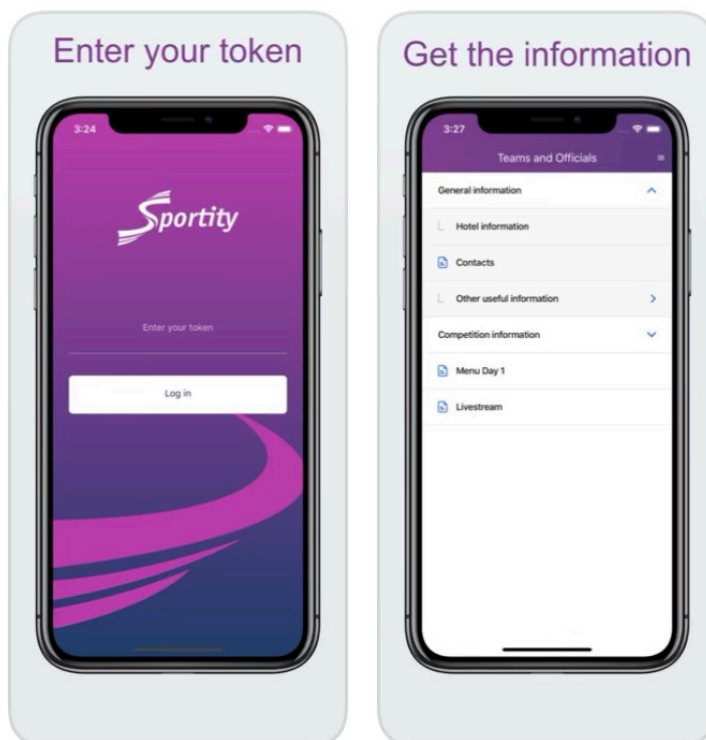 Enter your token
3:24
Sportity
Enter your token
Log in
Get the information
3:27
Teams and Officials
General information
Hotel information
Contacts
Other useful information
Competition information
Menu Day 1
Livestream